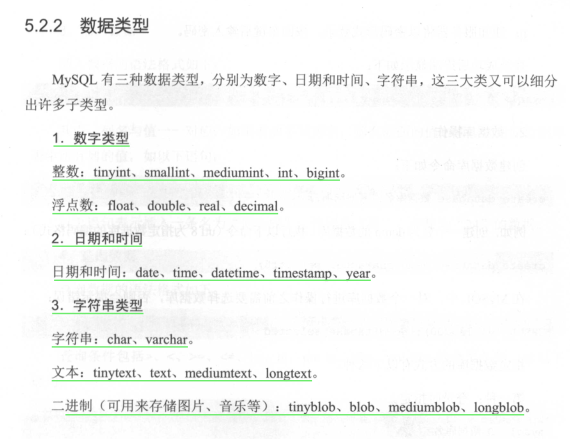 5.2.2 数据类型
MySQL 有三种数据类型，分别为数字、日期和时间、字符串，这三大类又可以细分
出许多子类型。
1．数字类型
整数：tinyint、smallint、mediumint、int、bigint。
浮点数：float、double、real、decimal。
2．日期和时间
日期和时间：date、time、datetime、timestamp、year。
3．字符串类型
字符串：char、varchar。
文本：tinytext、text、mediumtext、longtext。
二进制（可用来存储图片、音乐等）：tinyblob、blob、mediumblob、longblob。